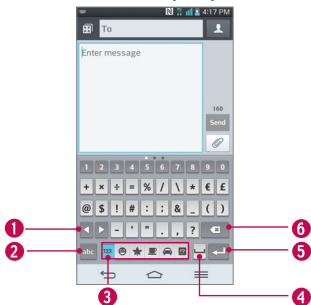 4:17 PM
To
Enter message
160
Send
1 2 3 4 5 6 7 8 9 0
+ × ÷ = % / \ * € £
@ $ ! # : ; & _ ( )
1 - ' " . , ? 6
2 abc 123 5
3 4